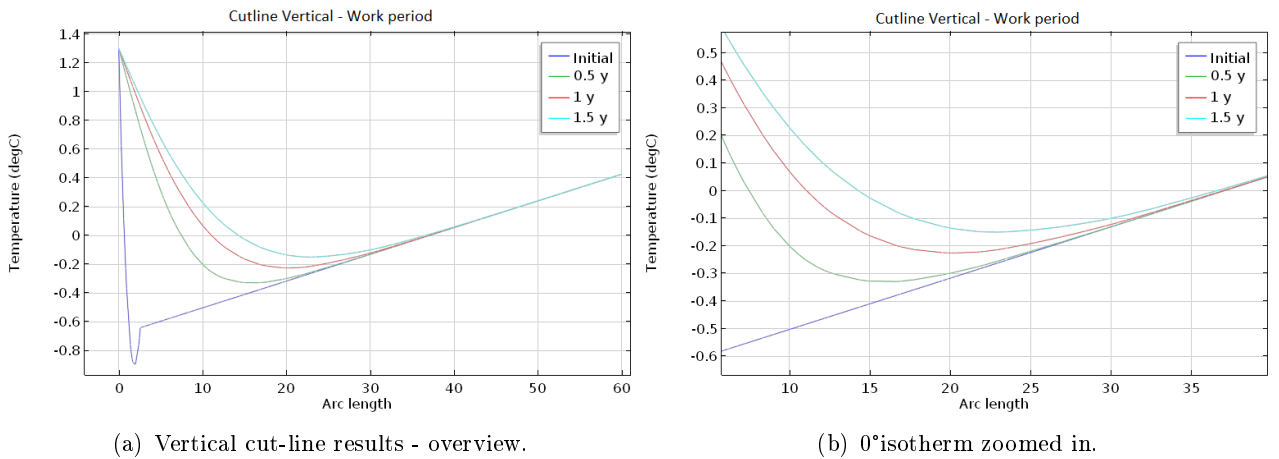 Cutline Vertical - Work period
1.4
1.2
1
0.8
0.6
0.4
0.2
0
-0.2
-0.4
-0.6
-0.8
Temperature (degC)
Initial
0.5 y
1 y
1.5 y
0 10 20 30 40 50 60
Arc length
(a) Vertical cut-line results - overview.
Cutline Vertical - Work period
0.5
0.4
0.3
0.2
0.1
0
-0.1
-0.2
-0.3
-0.4
-0.5
-0.6
Temperature (degC)
Initial
0.5 y
1 y
1.5 y
10 15 20 25 30 35
Arc length
(b) 0°isotherm zoomed in.